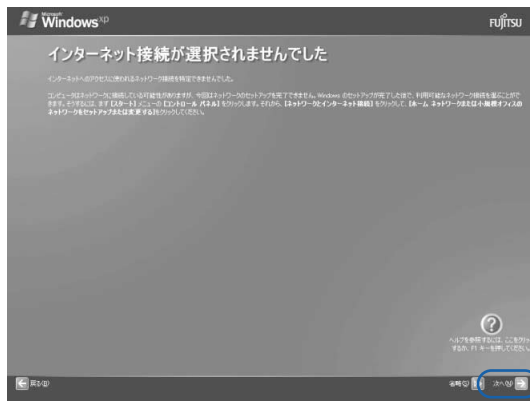 Microsoft
Windows xp
FUJITSU
インターネット接続が選択されませんでした
インターネットへのアクセスに使われるネットワーク接続を特定できませんでした。
コンピュータはネットワークに接続している可能性がありますが、今回はネットワークのセットアップを完了できません。Windows のセットアップが完了した後で、利用可能なネットワーク接続を選ぶことがで
きます。そうするには、まず [スタート] メニューの [コントロール パネル] をクリックします。それから、[ネットワークとインターネット接続] をクリックして、[ホーム ネットワークまたは小規模オフィスの
ネットワークをセットアップまたは変更する]をクリックしてください。
ヘルプを参照するには、ここをクリッ
するか、F1 キーを押してください。
戻る(B)
省略(S)
次へ(N)